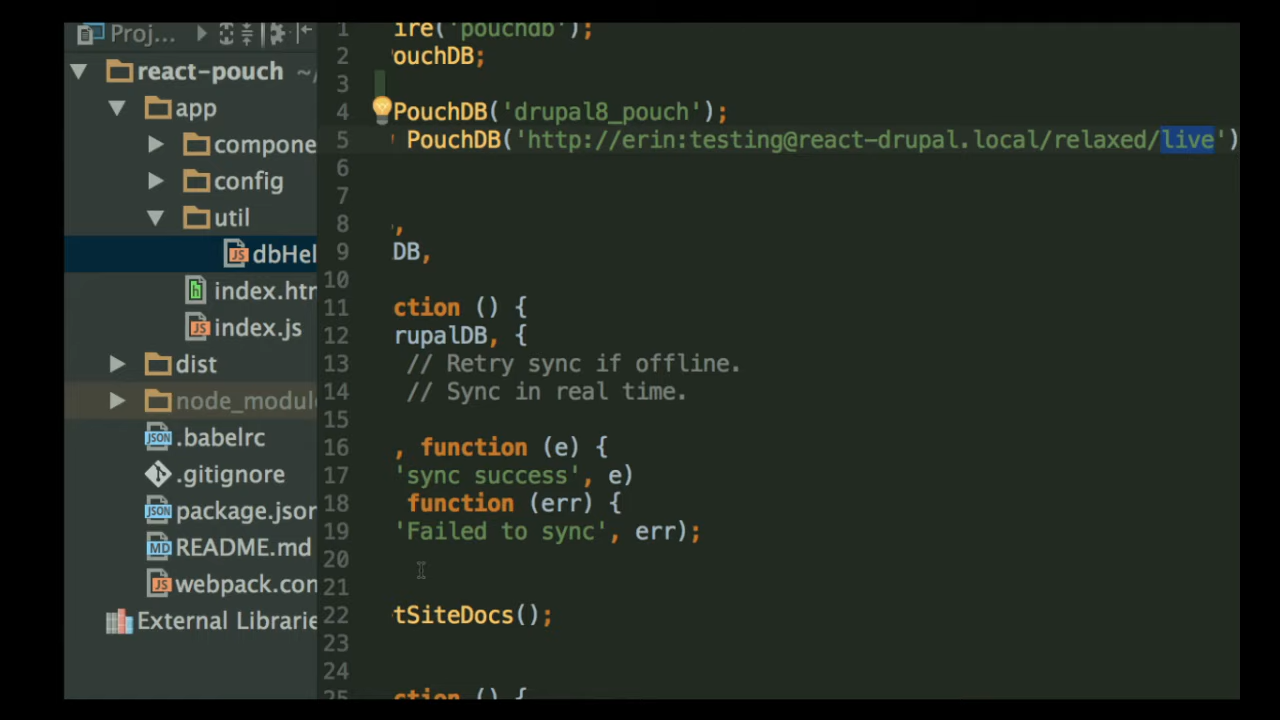 Proj...
react-pouch ~/
app
compone
config
util
dbHel
index.htr
index.js
dist
node_modul
.babelrc
.gitignore
package.jsor
README.md
webpack.con
External Librarie
1 ire('pouchdb');
2 ouchDB;
3
4 PouchDB('drupal8_pouch');
5 PouchDB('http://erin:testing@react-drupal.local/relaxed/live')
6
7
8 ,
9 DB,
10
11 ction () {
12 rupalDB, {
13 // Retry sync if offline.
14 // Sync in real time.
15
16 , function (e) {
17 'sync success', e)
18 function (err) {
19 'Failed to sync', err);
20
21
22 tSiteDocs();
23
24
25 ction () {